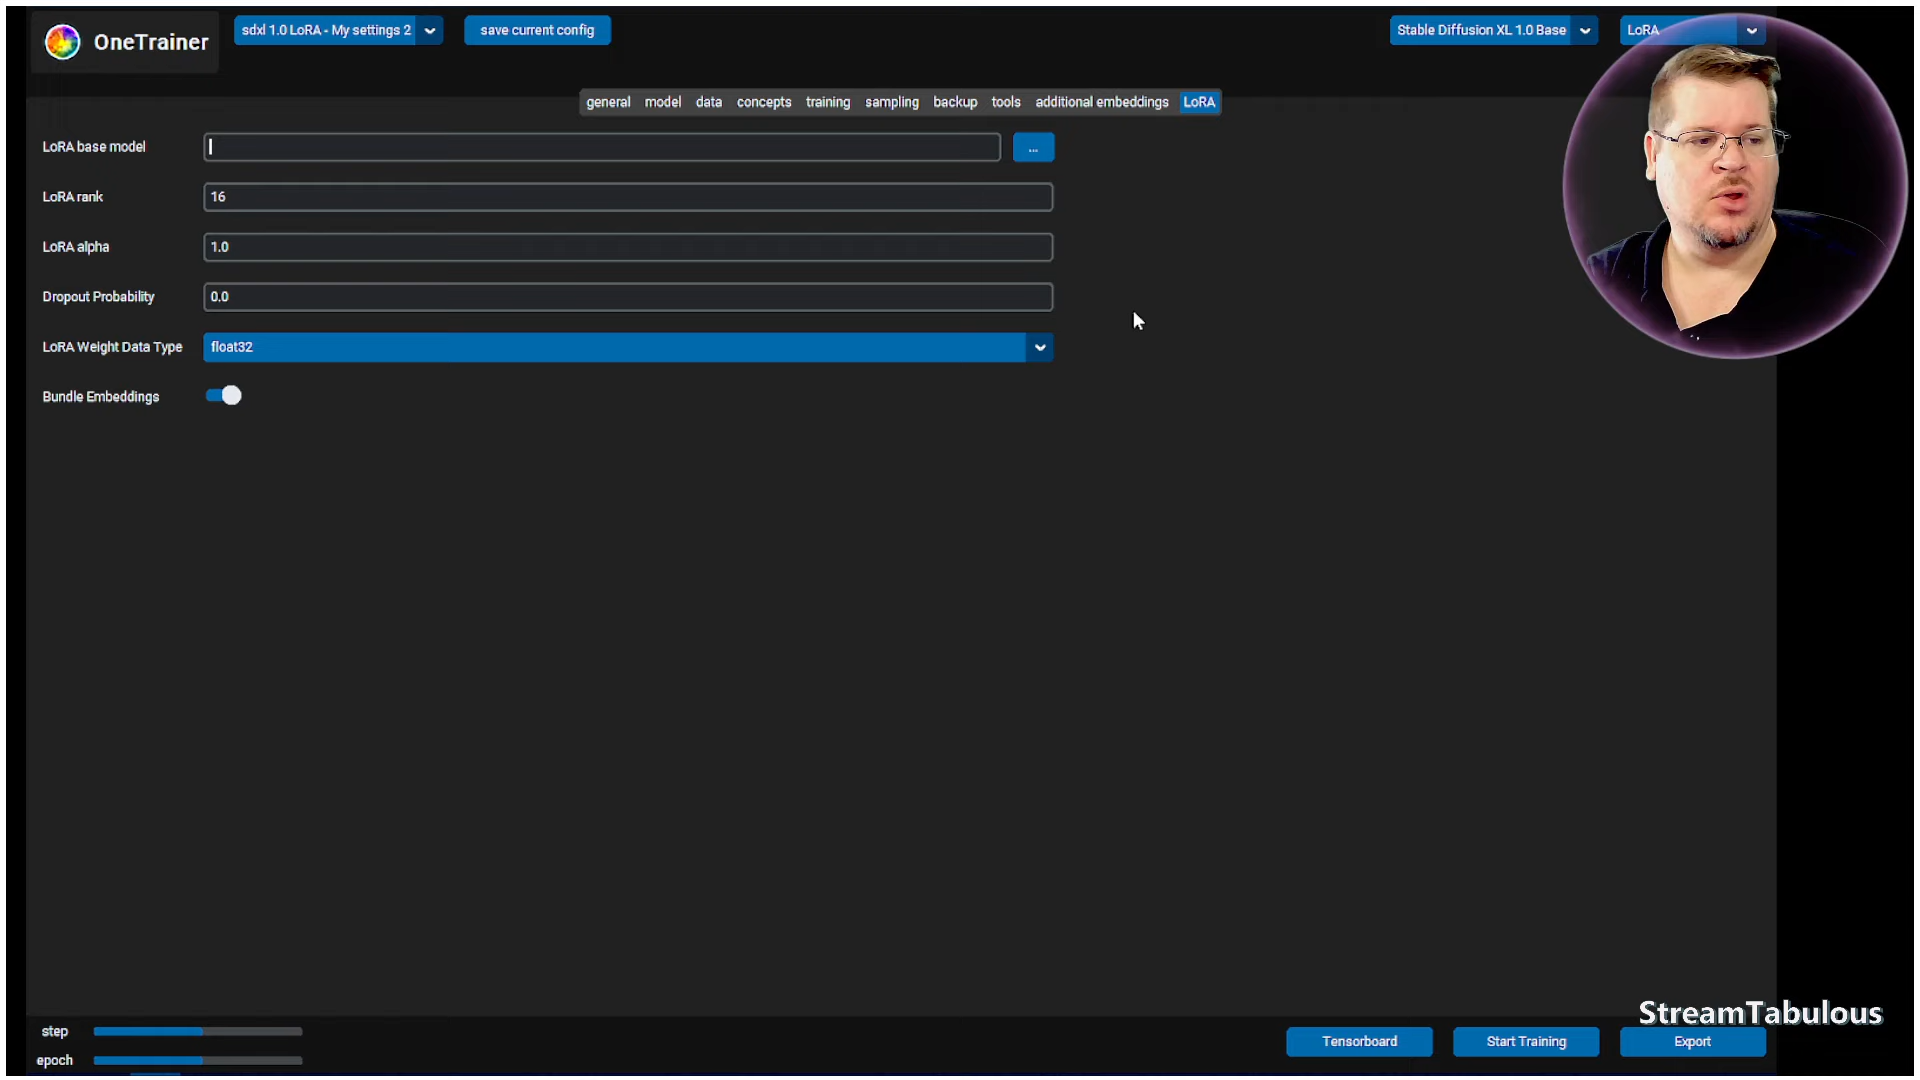 OneTrainer
sdxl 1.0 LoRA - My settings 2
save current config
Stable Diffusion XL 1.0 Base
LoRA
general model data concepts training sampling backup tools additional embeddings LoRA
LoRA base model
...
LoRA rank 16
LoRA alpha 1.0
Dropout Probability 0.0
LoRA Weight Data Type float32
Bundle Embeddings
StreamTabulous
step
epoch
Tensorboard Start Training Export